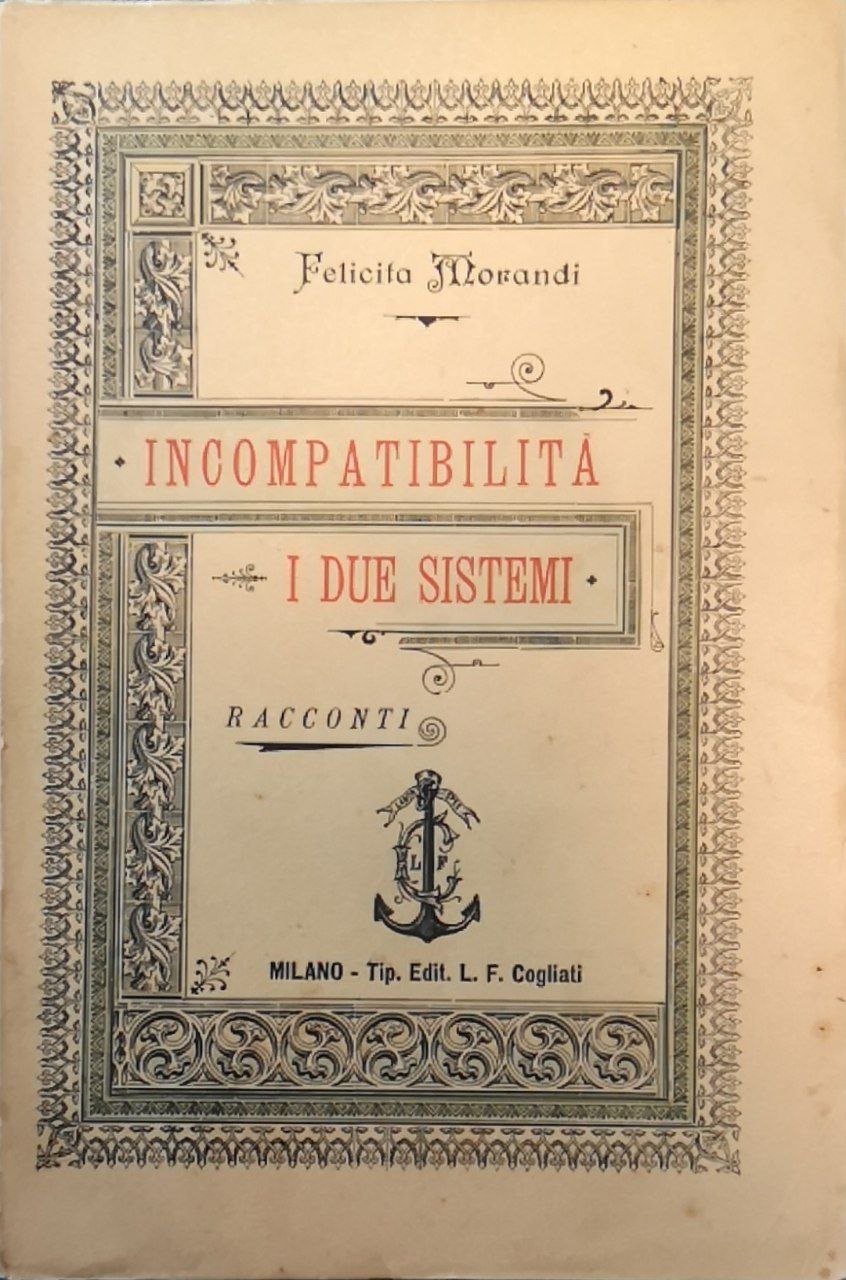 Felicita Morandi
INCOMPATIBILITÀ
I DUE SISTEMI
RACCONTI
L F
MILANO - Tip. Edit. L. F. Cogliati